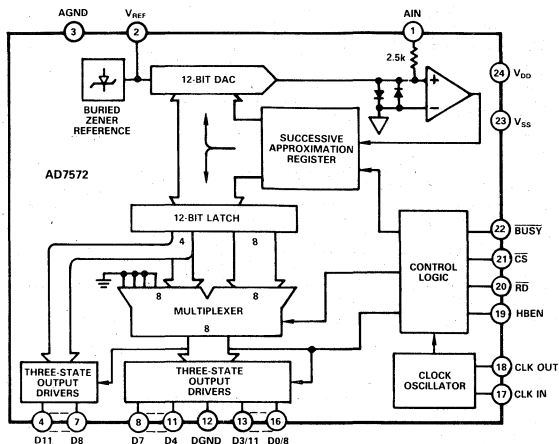 AGND
VREF
AIN
3
2
1
2.5k
12-BIT DAC
24 VDD
BURIED
ZENER
REFERENCE
+
−
23 VSS
SUCCESSIVE
APPROXIMATION
REGISTER
AD7572
12-BIT LATCH
4
8
22 BUSY
21 CS
20 RD
19 HBEN
CONTROL
LOGIC
8
8
MULTIPLEXER
8
THREE-STATE
OUTPUT
DRIVERS
THREE-STATE
OUTPUT
DRIVERS
CLOCK
OSCILLATOR
18 CLK OUT
17 CLK IN
4
7
8
11
12
13
16
D11
D8
D7
D4
DGND
D3/11
D0/8